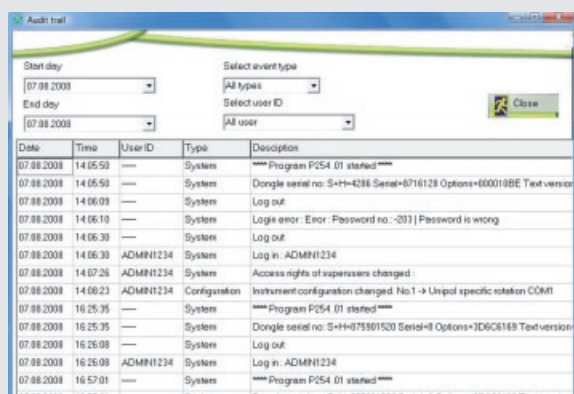 Audit trail
Start day
Select event type
07.08.2008
All types
End day
Select user ID
Close
07.08.2008
All user
Date Time User ID Type Desciption
07.08.2008 14:05:50 ---- System **** Program P254.01 started ****
07.08.2008 14:05:50 ---- System Dongle serial no: S+H=4286 Serial=8716128 Options=000010BE Text version
07.08.2008 14:06:09 ---- System Log out
07.08.2008 14:06:10 ---- System Login error : Error : Password no.: -203 | Password is wrong.
07.08.2008 14:06:30 ---- System Log out
07.08.2008 14:06:30 ADMIN1234 System Log in : ADMIN1234
07.08.2008 14:07:26 ADMIN1234 System Access rights of superusers changed :
07.08.2008 14:08:23 ADMIN1234 Configuration Instrument configuration changed. No.1 -> Unipol specific rotation COM1
07.08.2008 16:25:35 ---- System **** Program P254.01 started ****
07.08.2008 16:25:35 ---- System Dongle serial no: S+H=875901520 Serial=8 Options=3D6C6169 Text version
07.08.2008 16:26:08 ---- System Log out
07.08.2008 16:26:08 ADMIN1234 System Log in : ADMIN1234
07.08.2008 16:57:01 ---- System **** Program P254.01 started ****